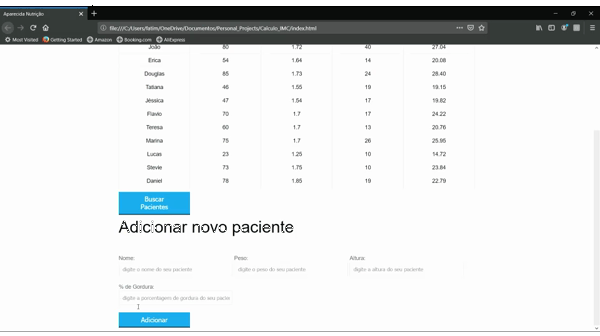 Aparecida Nutrição
file:///C:/Users/fatim/OneDrive/Documentos/Personal_Projects/Calculo_IMC/index.html
Most Visited Getting Started Amazon Booking.com AliExpress
João 80 1.72 40 27.04
Erica 54 1.64 14 20.08
Douglas 85 1.73 24 28.40
Tatiana 46 1.55 19 19.15
Jéssica 47 1.54 17 19.82
Flavio 70 1.7 17 24.22
Teresa 60 1.7 13 20.76
Marina 75 1.7 26 25.95
Lucas 23 1.25 10 14.72
Stevie 73 1.75 10 23.84
Daniel 78 1.85 19 22.79
Buscar
Pacientes
Adicionar novo paciente
Nome: Peso: Altura:
digite o nome do seu paciente digite o peso do seu paciente digite a altura do seu paciente
% de Gordura:
digite a porcentagem de gordura do seu pacie
Adicionar